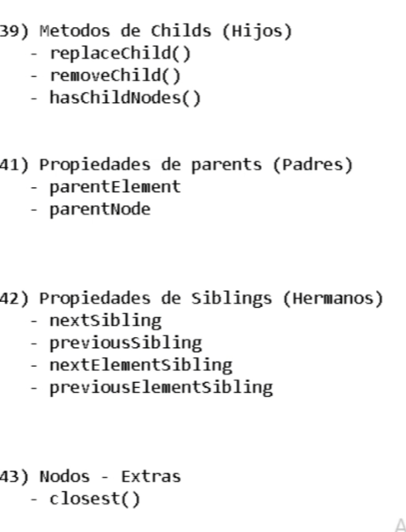 39) Metodos de Childs (Hijos)
- replaceChild()
- removeChild()
- hasChildNodes()
41) Propiedades de parents (Padres)
- parentElement
- parentNode
42) Propiedades de Siblings (Hermanos)
- nextSibling
- previousSibling
- nextElementSibling
- previousElementSibling
43) Nodos - Extras
- closest()
A